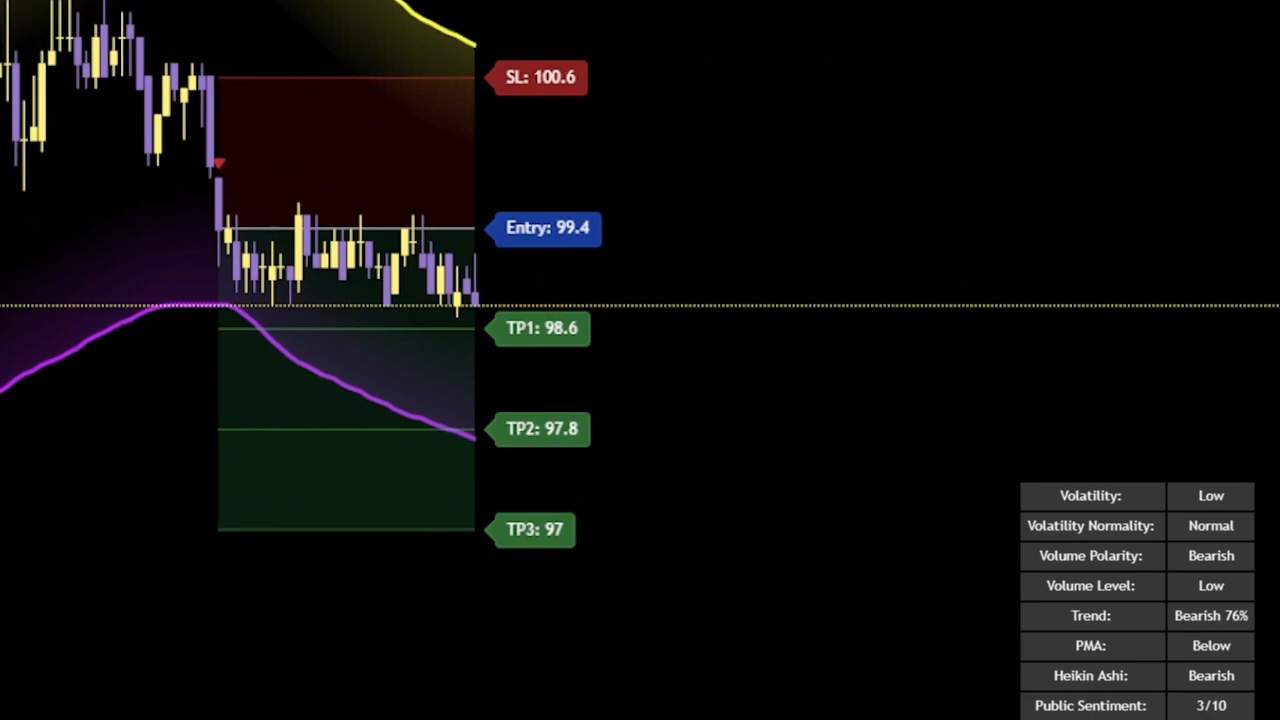 SL: 100.6
Entry: 99.4
TP1: 98.6
TP2: 97.8
TP3: 97
Volatility: Low
Volatility Normality: Normal
Volume Polarity: Bearish
Volume Level: Low
Trend: Bearish 76%
PMA: Below
Heikin Ashi: Bearish
Public Sentiment: 3/10